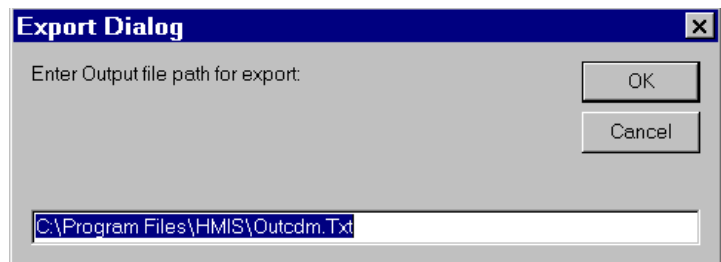 Export Dialog
Enter Output file path for export:
OK
Cancel
C:\Program Files\HMIS\Outcdm.Txt